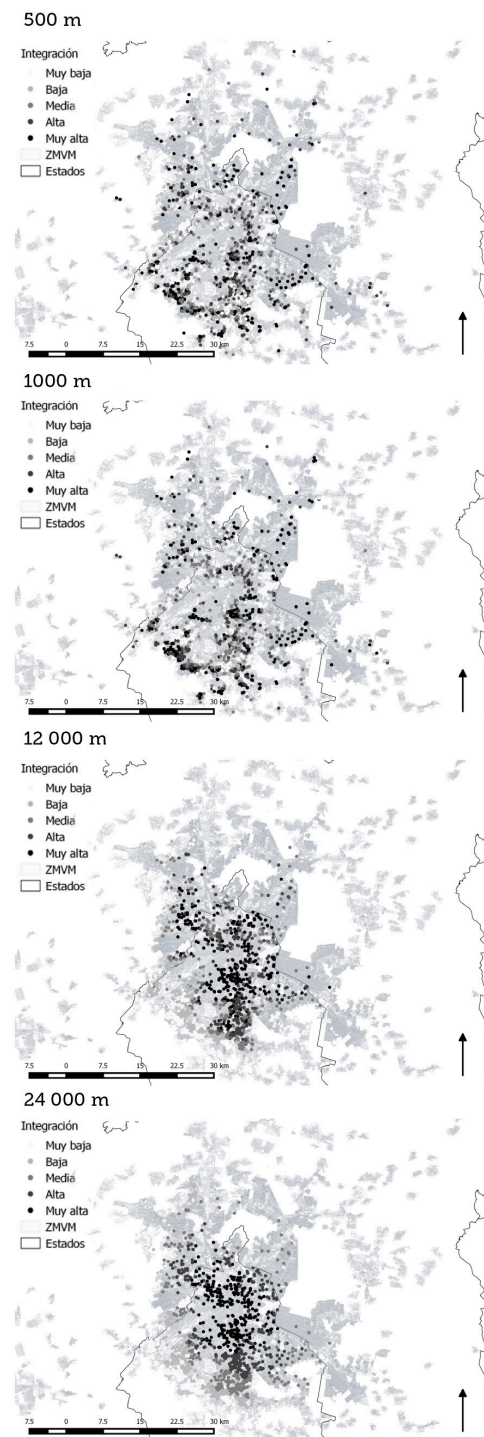 500 m
Integración
Muy baja
Baja
Media
Alta
Muy alta
ZMVM
Estados
7.5 0 7.5 15 22.5 30 km
1000 m
Integración
Muy baja
Baja
Media
Alta
Muy alta
ZMVM
Estados
7.5 0 7.5 15 22.5 30 km
12 000 m
Integración
Muy baja
Baja
Media
Alta
Muy alta
ZMVM
Estados
7.5 0 7.5 15 22.5 30 km
24 000 m
Integración
Muy baja
Baja
Media
Alta
Muy alta
ZMVM
Estados
7.5 0 7.5 15 22.5 30 km